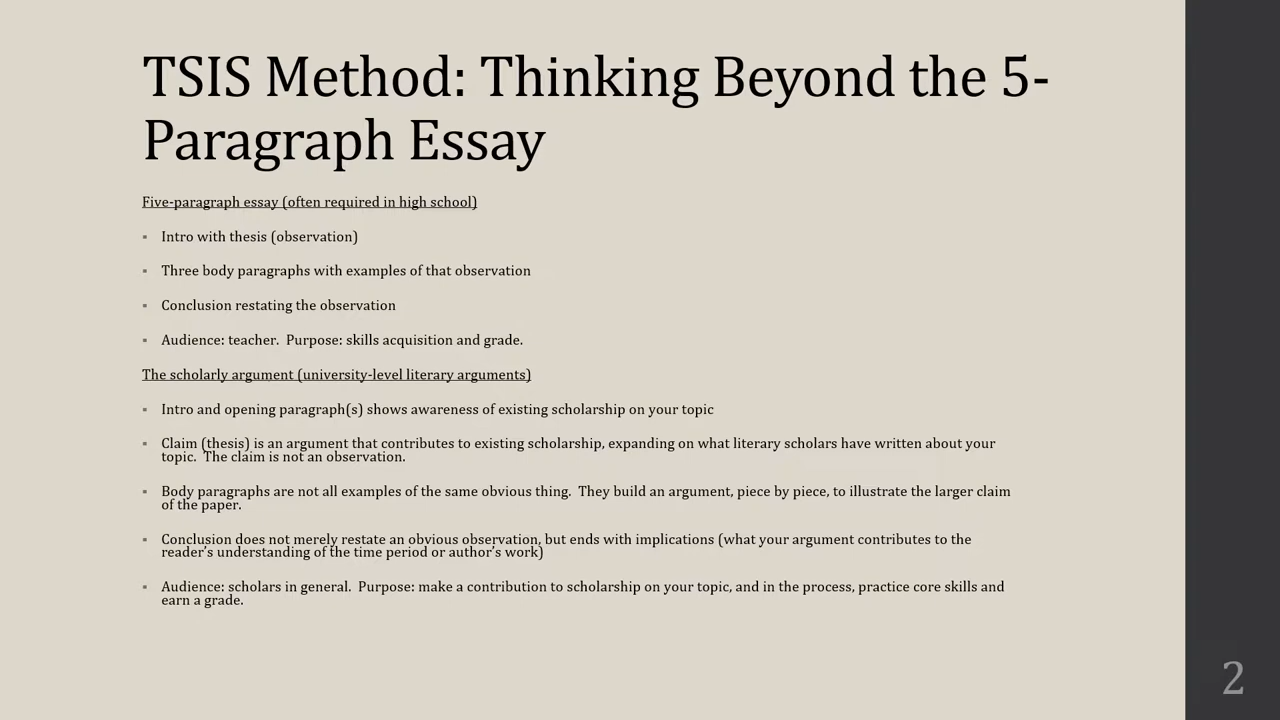 TSIS Method: Thinking Beyond the 5-
Paragraph Essay
Five-paragraph essay (often required in high school)
▪ Intro with thesis (observation)
▪ Three body paragraphs with examples of that observation
▪ Conclusion restating the observation
▪ Audience: teacher.  Purpose: skills acquisition and grade.
The scholarly argument (university-level literary arguments)
▪ Intro and opening paragraph(s) shows awareness of existing scholarship on your topic
▪ Claim (thesis) is an argument that contributes to existing scholarship, expanding on what literary scholars have written about your
topic.  The claim is not an observation.
▪ Body paragraphs are not all examples of the same obvious thing.  They build an argument, piece by piece, to illustrate the larger claim
of the paper.
▪ Conclusion does not merely restate an obvious observation, but ends with implications (what your argument contributes to the
reader’s understanding of the time period or author’s work)
▪ Audience: scholars in general.  Purpose: make a contribution to scholarship on your topic, and in the process, practice core skills and
earn a grade.
2